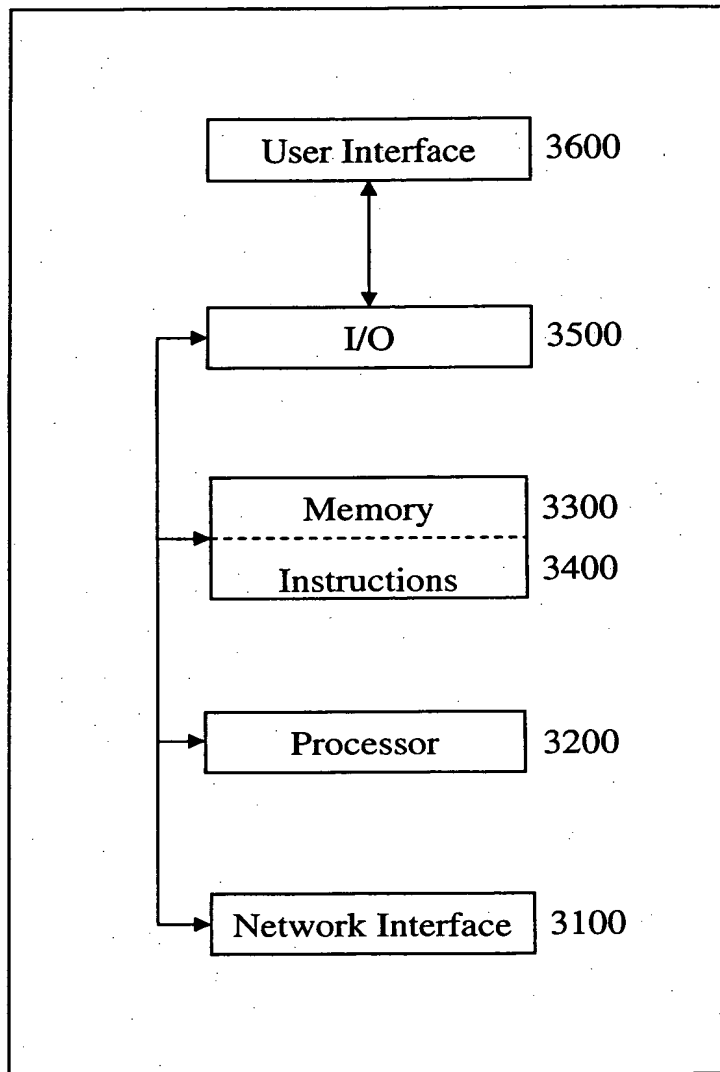 User Interface 3600
I/O 3500
Memory 3300
Instructions 3400
Processor 3200
Network Interface 3100